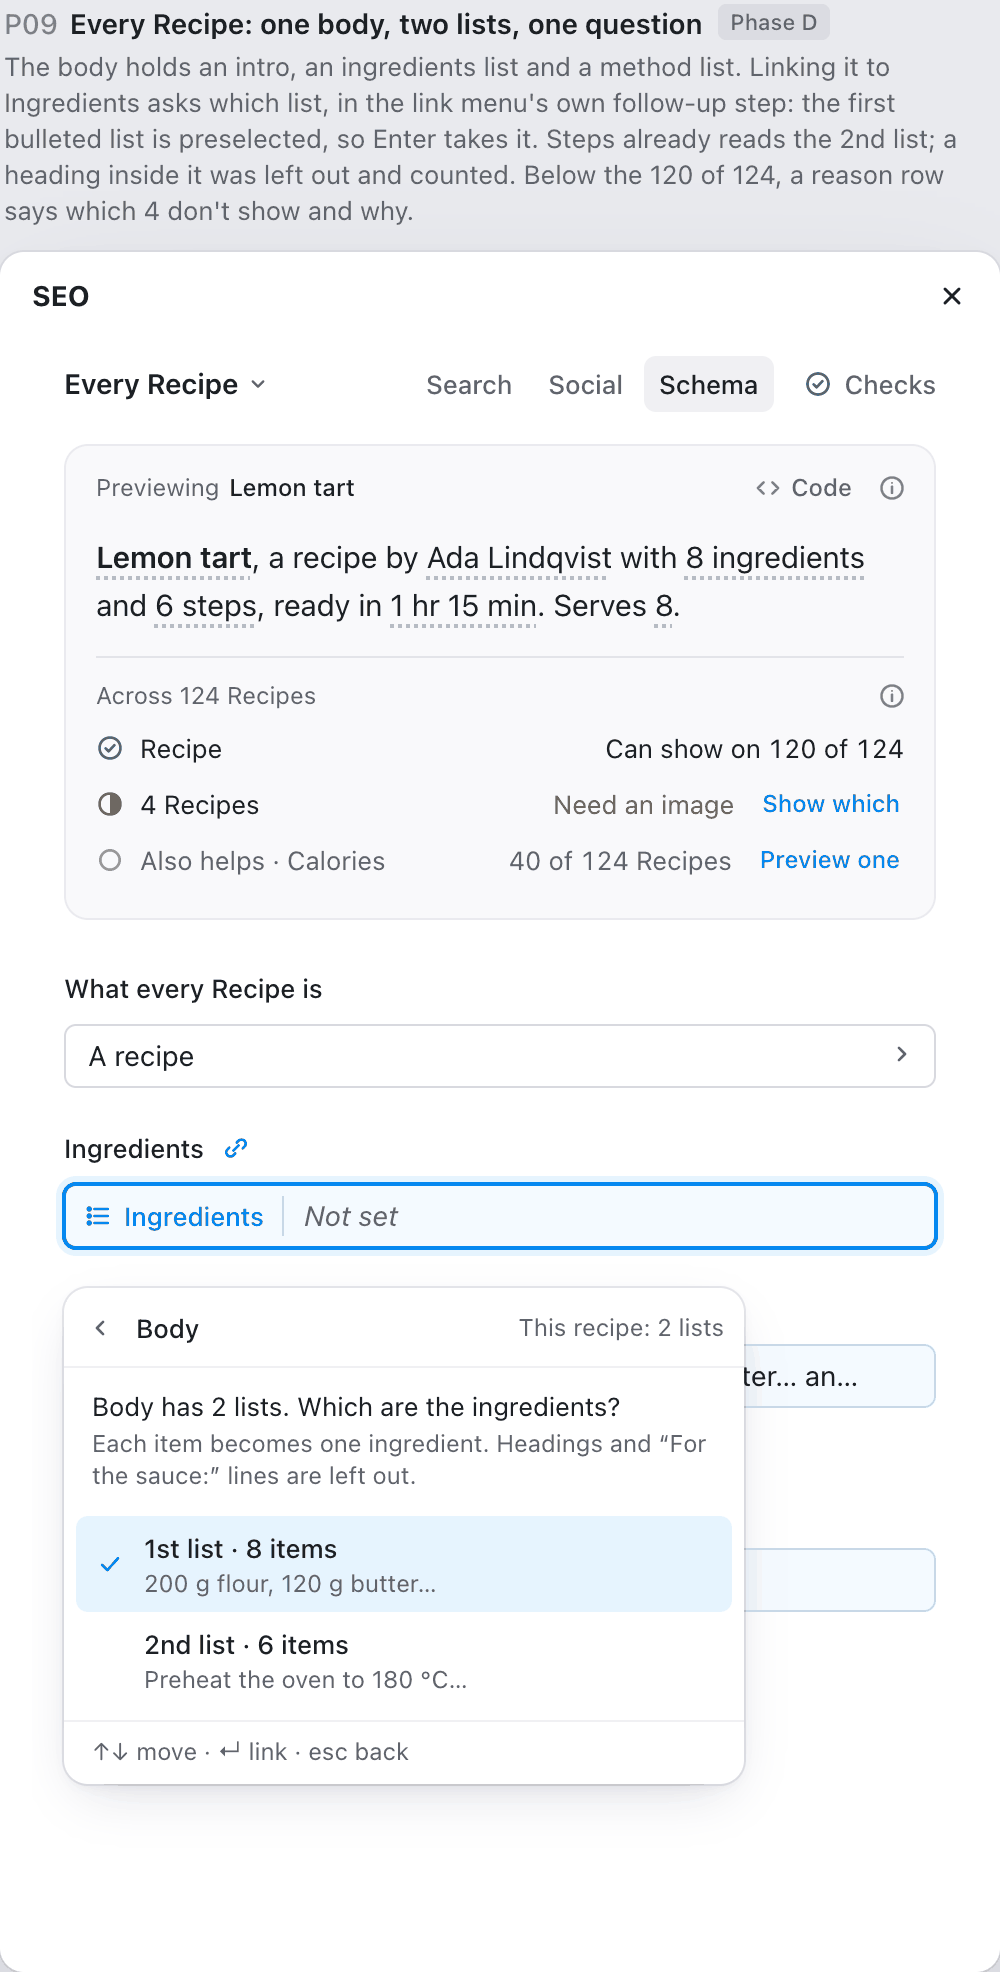 P09 Every Recipe: one body, two lists, one question Phase D
The body holds an intro, an ingredients list and a method list. Linking it to
Ingredients asks which list, in the link menu's own follow-up step: the first
bulleted list is preselected, so Enter takes it. Steps already reads the 2nd list; a
heading inside it was left out and counted. Below the 120 of 124, a reason row
says which 4 don't show and why.
SEO
Every Recipe Search Social Schema Checks
Previewing Lemon tart <> Code
Lemon tart, a recipe by Ada Lindqvist with 8 ingredients
and 6 steps, ready in 1 hr 15 min. Serves 8.
Across 124 Recipes
Recipe Can show on 120 of 124
4 Recipes Need an image Show which
Also helps · Calories 40 of 124 Recipes Preview one
What every Recipe is
A recipe
Ingredients
Ingredients Not set
Body This recipe: 2 lists
ter... an...
Body has 2 lists. Which are the ingredients?
Each item becomes one ingredient. Headings and “For
the sauce:” lines are left out.
1st list · 8 items
200 g flour, 120 g butter...
2nd list · 6 items
Preheat the oven to 180 °C...
↑↓ move · ↵ link · esc back